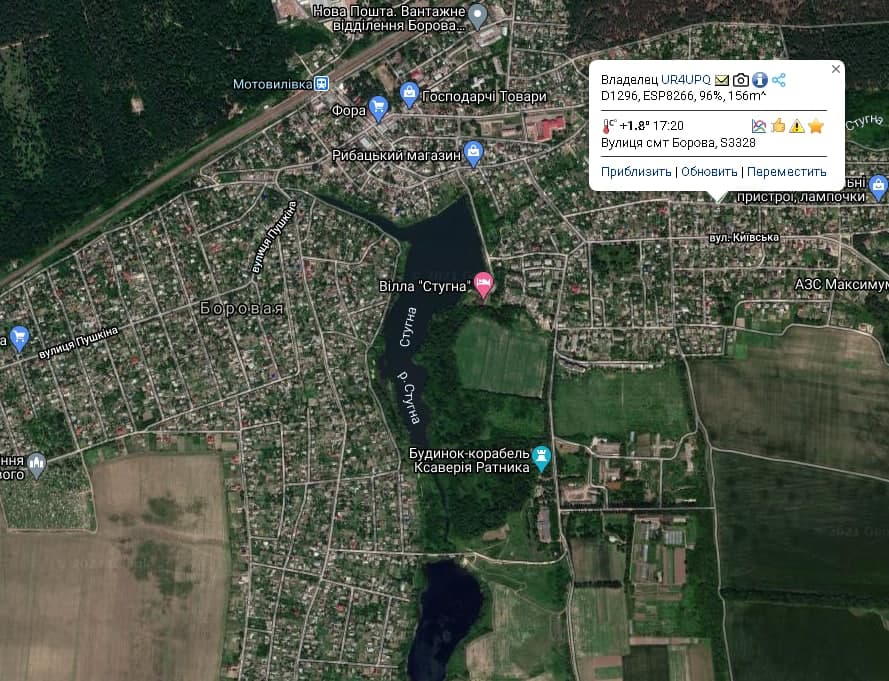 Нова Пошта. Вантажне
відділення Борова...
Мотовилівка
Фора
Господарчі Товари
Рибацький магазин
Владелец UR4UPQ
D1296, ESP8266, 96%, 156m^
+1.8° 17:20
Вулиця смт Борова, S3328
Приблизить | Обновить | Переместить
Стугна
пристрої, лампочки
вул. Київська
вулиця Пушкіна
Вілла "Стугна"
АЗС Максимум
Боровая
Стугна
вулиця Пушкіна
р. Стугна
Будинок-корабель
Ксаверія Ратника
ння
вого